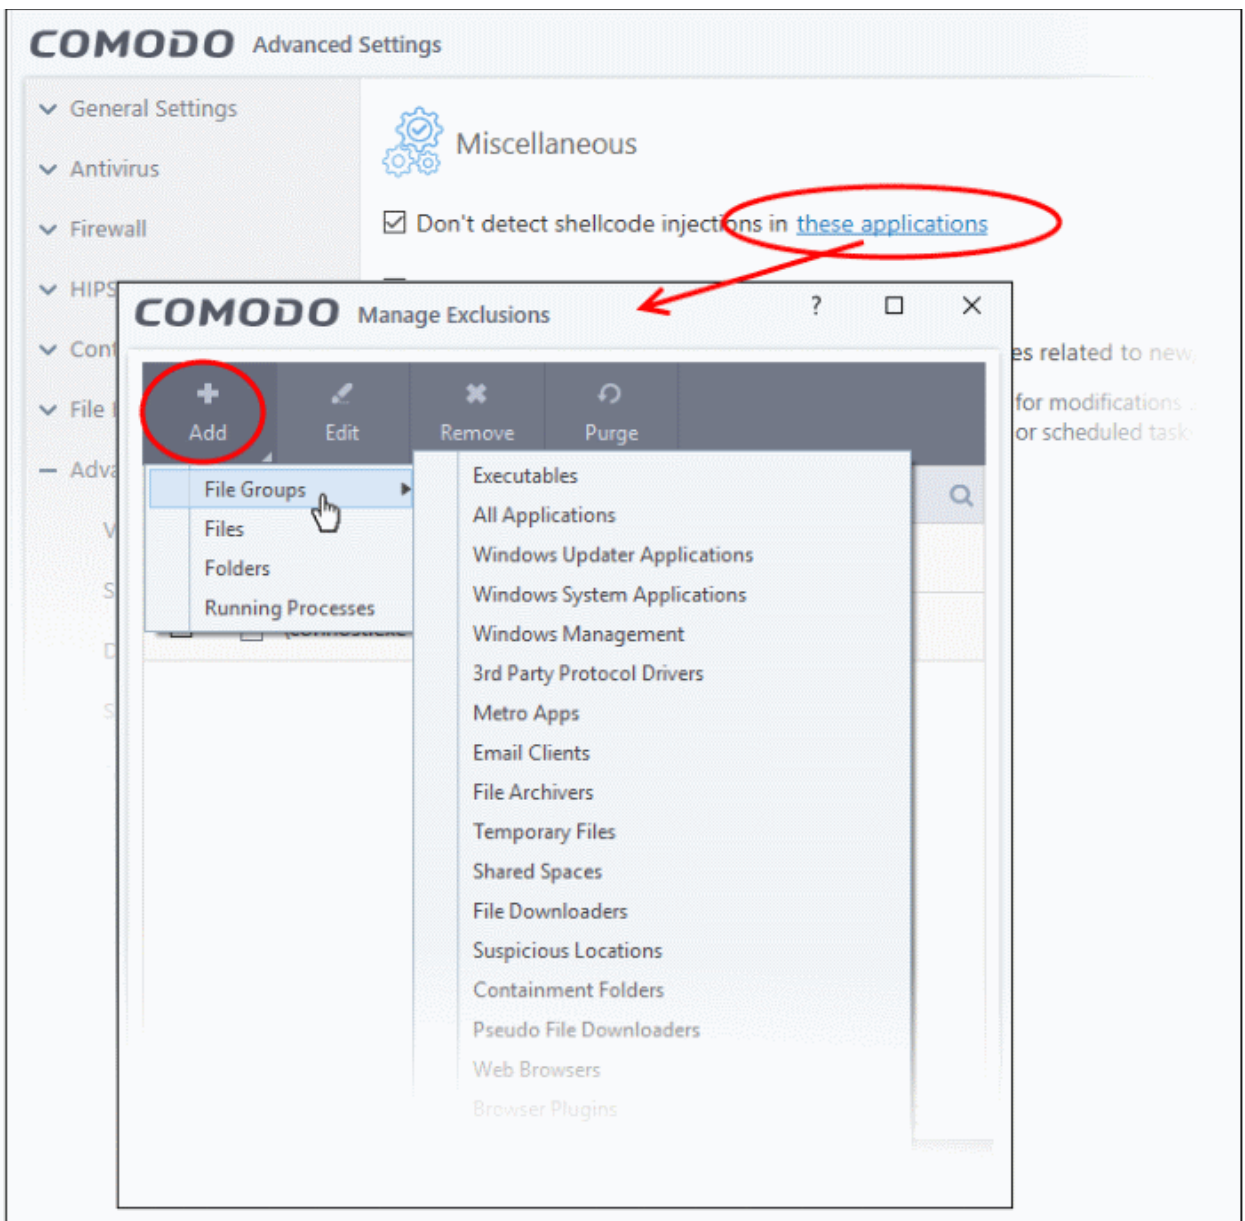 COMODO Advanced Settings
General Settings
Antivirus
Firewall
HIPS
File
Miscellaneous
Don't detect shellcode injections in these applications
es related to new,
for modifications
or scheduled task
COMODO Manage Exclusions ?
Add Edit Remove Purge
File Groups
Files
Folders
Running Processes
Executables
All Applications
Windows Updater Applications
Windows System Applications
Windows Management
3rd Party Protocol Drivers
Metro Apps
Email Clients
File Archivers
Temporary Files
Shared Spaces
File Downloaders
Suspicious Locations
Containment Folders
Pseudo File Downloaders
Web Browsers
Browser Plugins